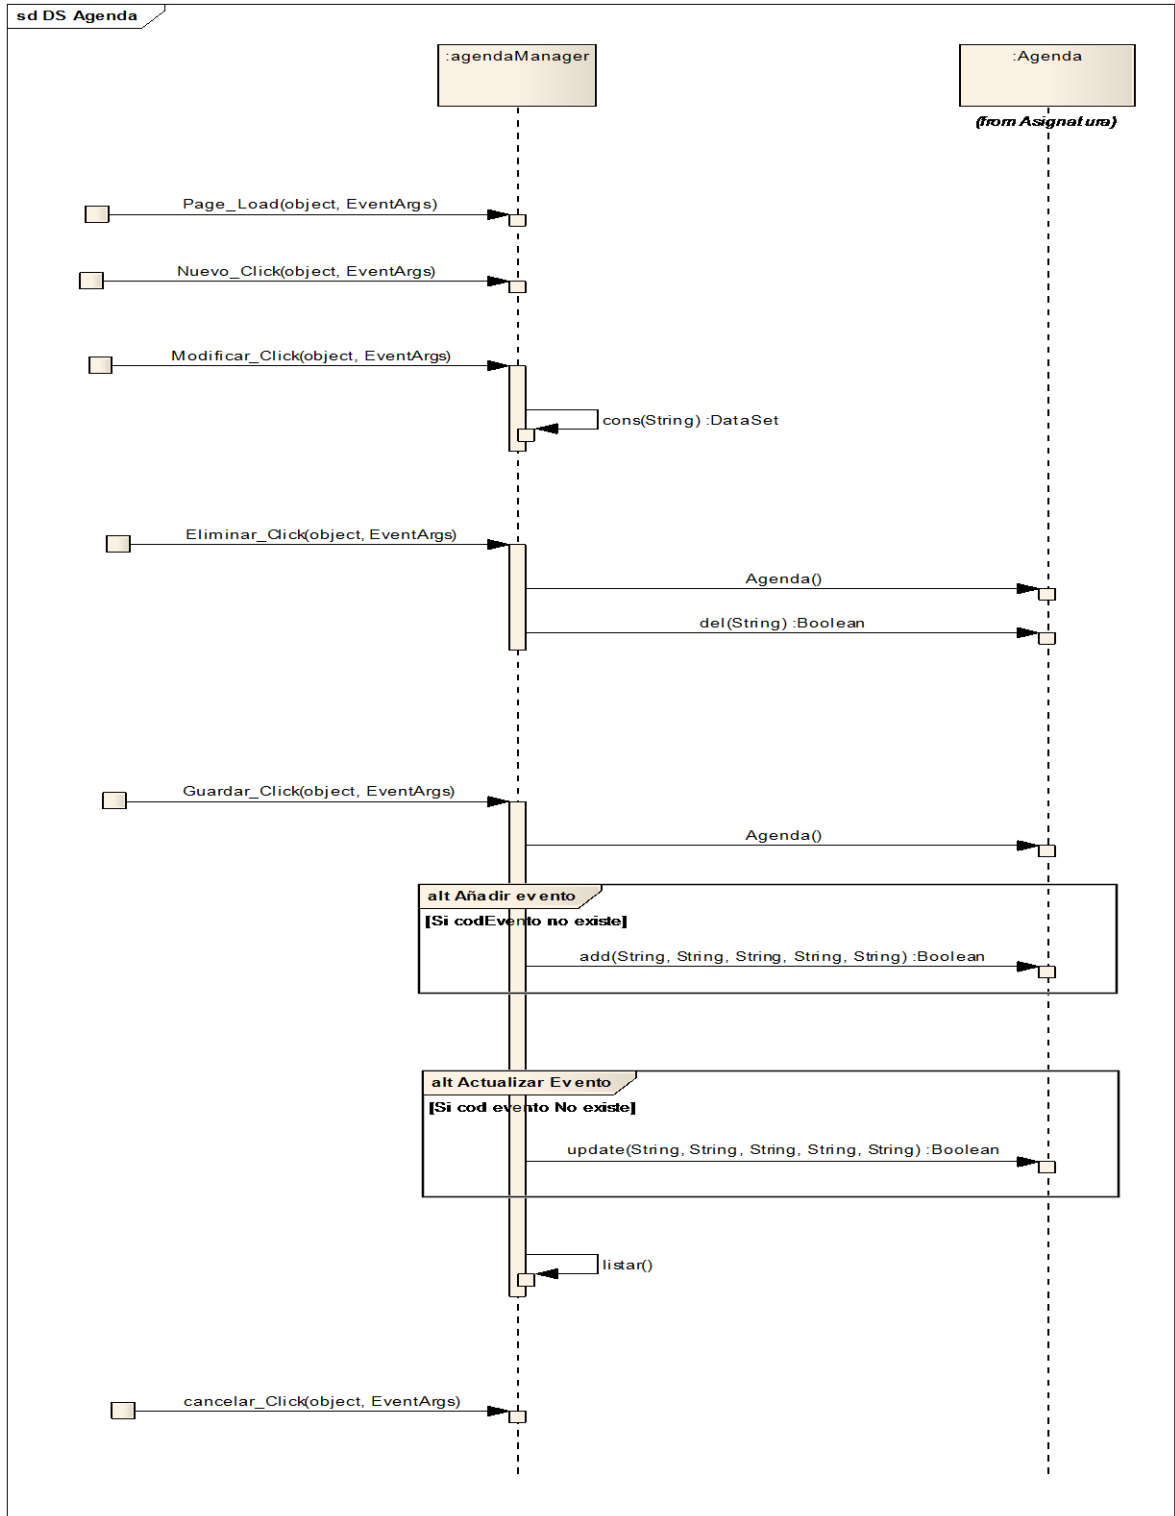 sd DS Agenda
:agendaManager
:Agenda
(from Asignatura)
Page_Load(object, EventArgs)
Nuevo_Click(object, EventArgs)
Modificar_Click(object, EventArgs)
cons(String) :DataSet
Eliminar_Click(object, EventArgs)
Agenda()
del(String) :Boolean
Guardar_Click(object, EventArgs)
Agenda()
alt Añadir evento
[Si codEvento no existe]
add(String, String, String, String, String) :Boolean
alt Actualizar Evento
[Si cod evento No existe]
update(String, String, String, String, String) :Boolean
listar()
cancelar_Click(object, EventArgs)